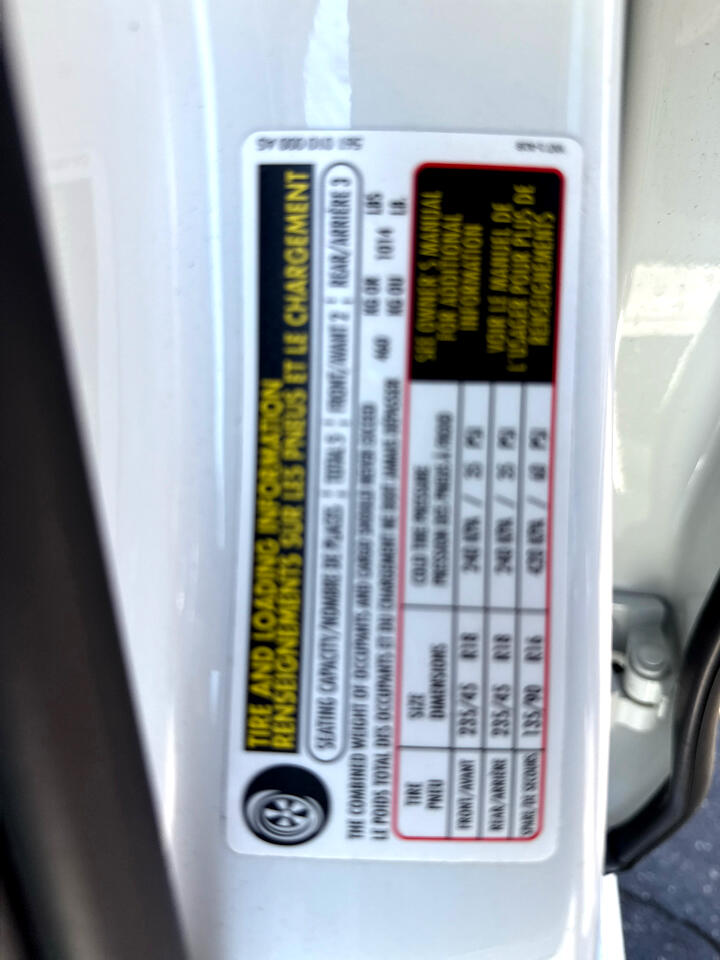 561 010 000 AG
TIRE AND LOADING INFORMATION
RENSEIGNEMENTS SUR LES PNEUS ET LE CHARGEMENT
SEATING CAPACITY/NOMBRE DE PLACES TOTAL 5 FRONT/AVANT 2 REAR/ARRIÈRE 3
THE COMBINED WEIGHT OF OCCUPANTS AND CARGO SHOULD NEVER EXCEED 460 KG OR 1014 LBS
LE POIDS TOTAL DES OCCUPANTS ET DU CHARGEMENT NE DOIT JAMAIS DÉPASSER KG OU LB.
TIRE PNEU SIZE DIMENSIONS COLD TIRE PRESSURE PRESSION DES PNEUS À FROID
FRONT/AVANT 235/45 R18 240 KPA / 35 PSI
REAR/ARRIÈRE 235/45 R18 240 KPA / 35 PSI
SPARE/DE SECOURS 135/90 R16 420 KPA / 60 PSI
SEE OWNER'S MANUAL
FOR ADDITIONAL
INFORMATION
VOIR LE MANUEL DE
L'USAGER POUR PLUS DE
RENSEIGNEMENTS